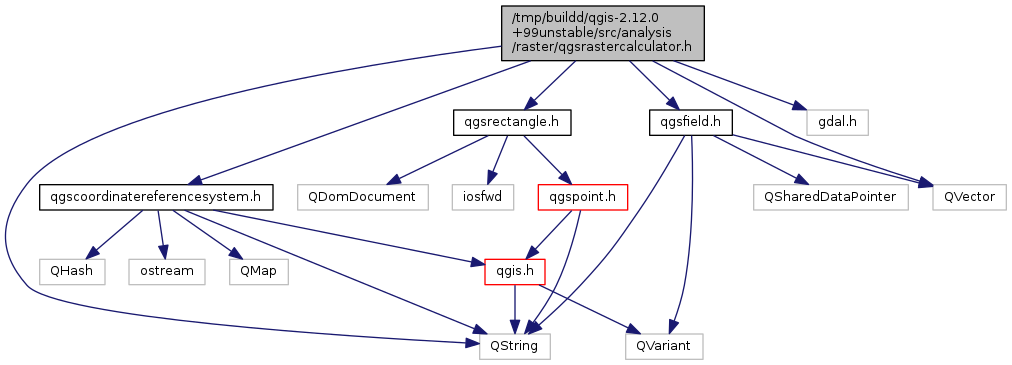 /tmp/buildd/qgis-2.12.0
+99unstable/src/analysis
/raster/qgsrastercalculator.h
qgsrectangle.h
qgsfield.h
gdal.h
qgscoordinatereferencesystem.h
QDomDocument
iosfwd
qgspoint.h
QSharedDataPointer
QVector
QHash
ostream
QMap
qgis.h
QString
QVariant